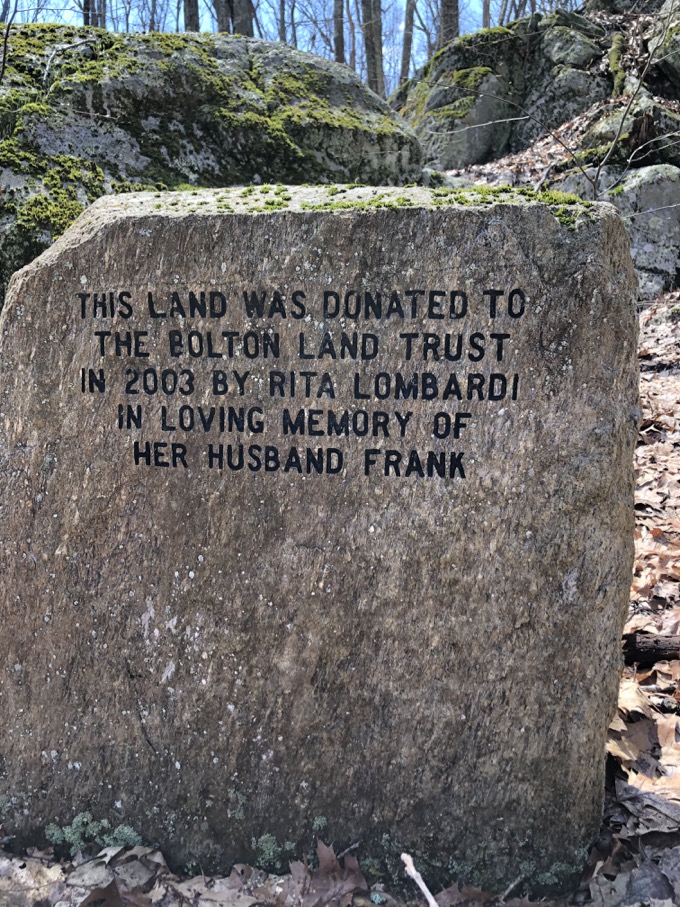 THIS LAND WAS DONATED TO
THE BOLTON LAND TRUST
IN 2003 BY RITA LOMBARDI
IN LOVING MEMORY OF
HER HUSBAND FRANK